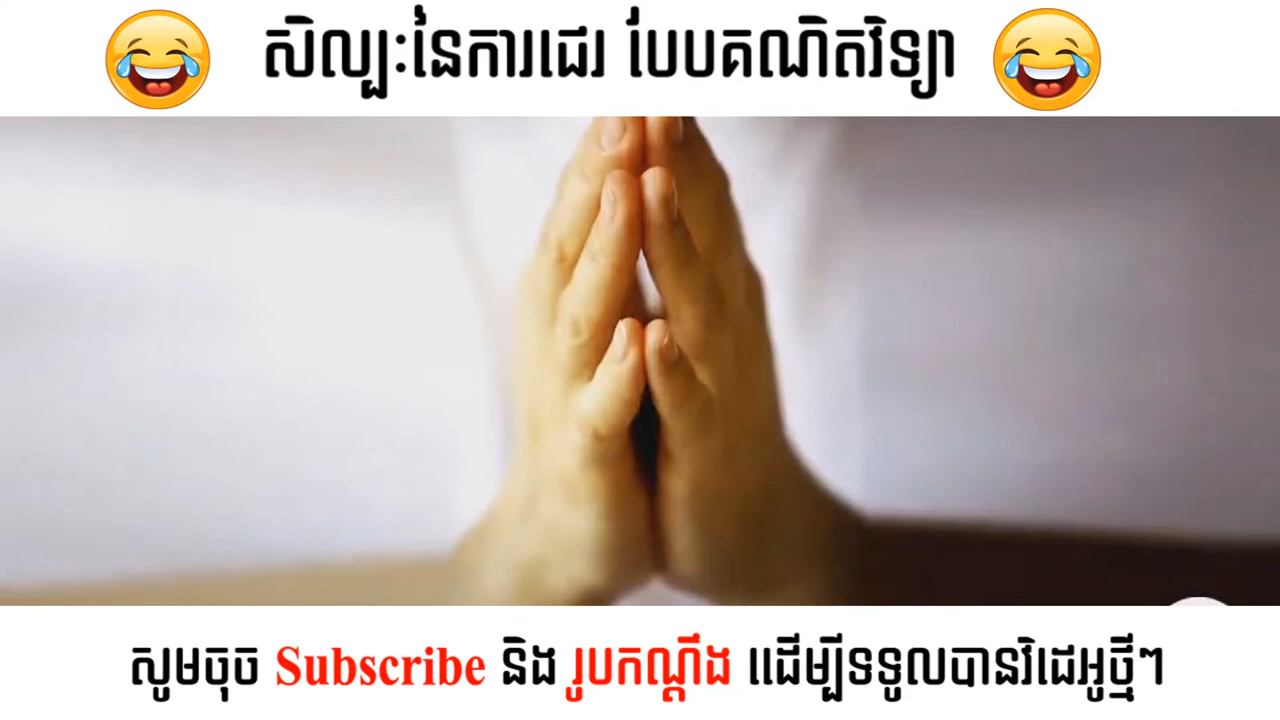 សិល្បៈនៃការជេរ បែបគណិតវិទ្យា
សូមចុច Subscribe និង រូបកណ្ដឹង ដើម្បីទទួលបានវិដេអូថ្មីៗ